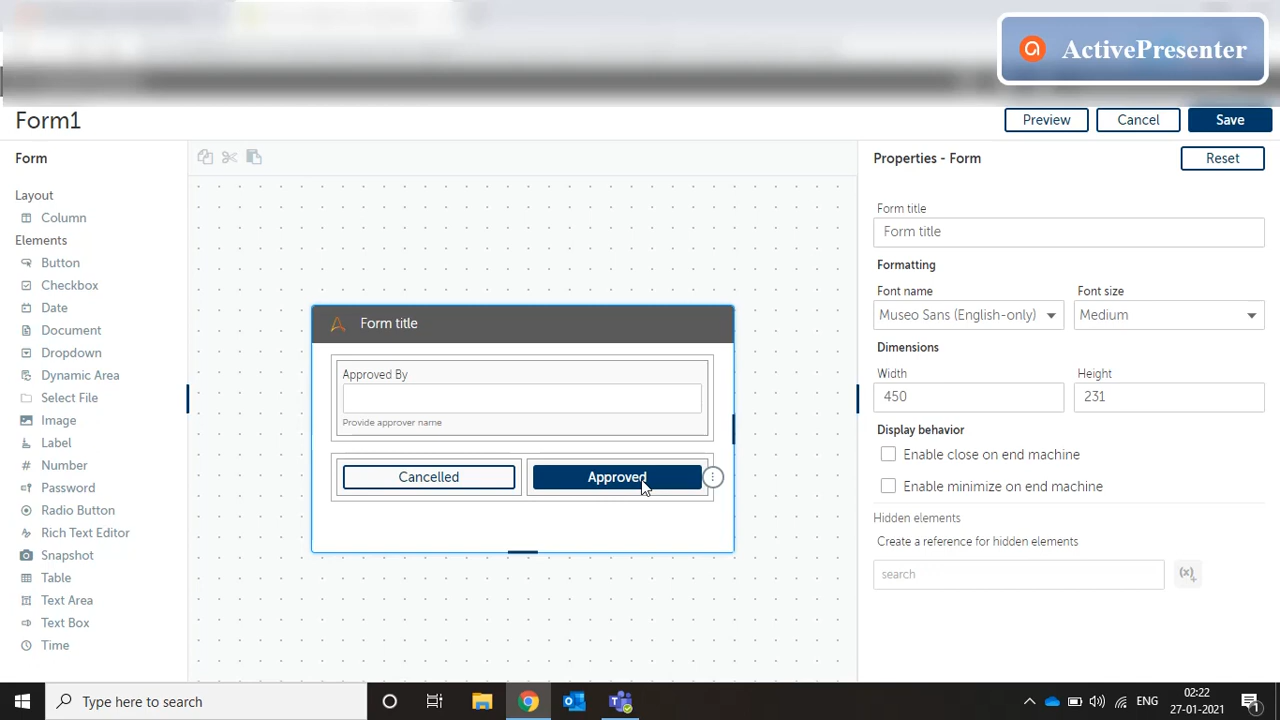 ActivePresenter
Form1
Preview
Cancel
Save
Form
Properties - Form
Reset
Layout
Column
Elements
Button
Checkbox
Date
Document
Dropdown
Dynamic Area
Select File
Image
Label
Number
Password
Radio Button
Rich Text Editor
Snapshot
Table
Text Area
Text Box
Time
Form title
Approved By
Provide approver name
Cancelled
Approved
Form title
Form title
Formatting
Font name
Font size
Museo Sans (English-only)
Medium
Dimensions
Width
Height
450
231
Display behavior
Enable close on end machine
Enable minimize on end machine
Hidden elements
Create a reference for hidden elements
search
(x)+
Type here to search
ENG
02:22
27-01-2021
1